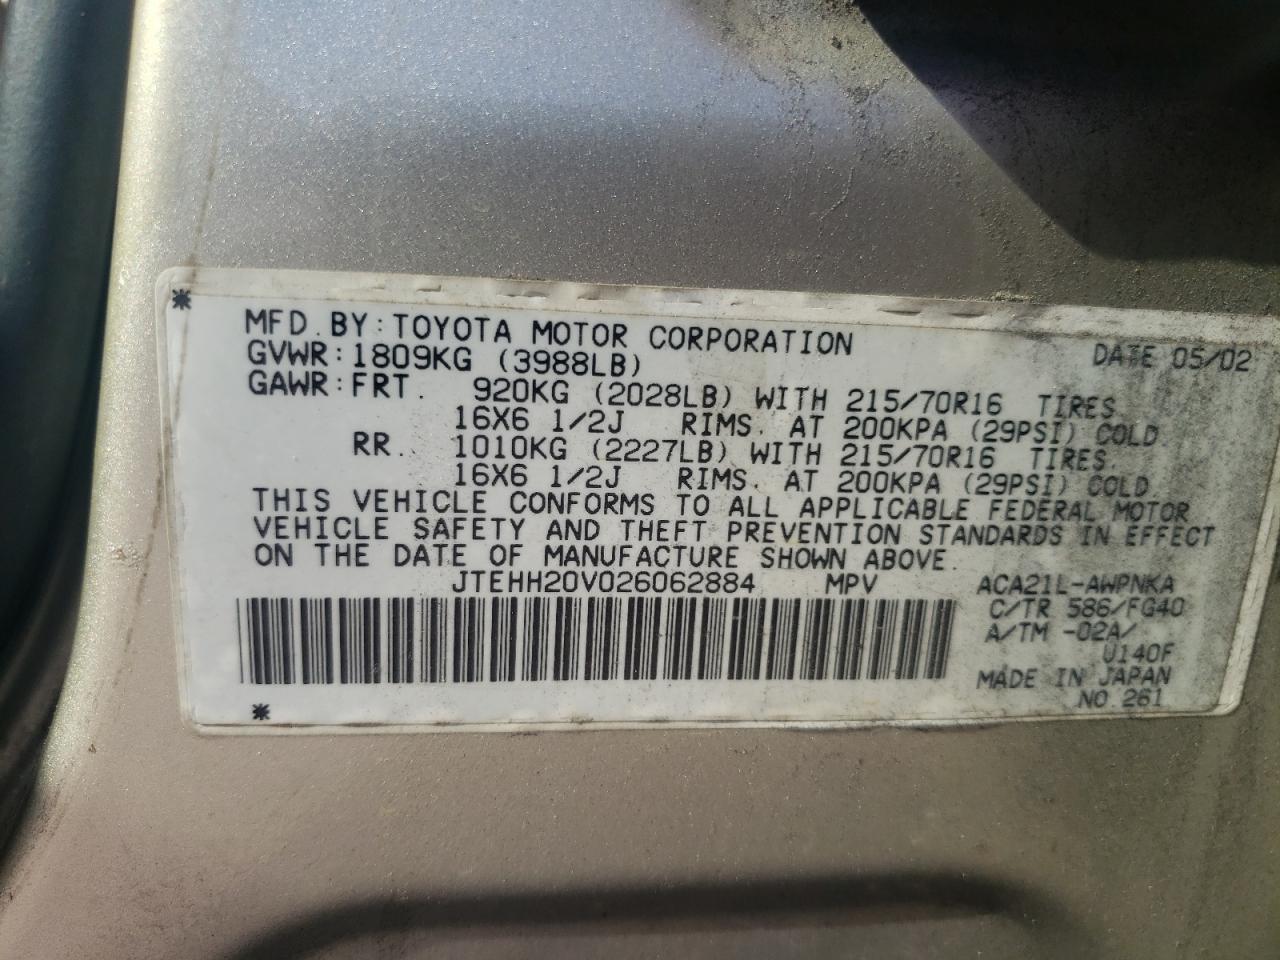 MFD. BY: TOYOTA MOTOR CORPORATION DATE 05/02
GVWR: 1809KG (3988LB)
GAWR: FRT. 920KG (2028LB) WITH 215/70R16 TIRES.
16X6 1/2J RIMS. AT 200KPA (29PSI) COLD.
RR. 1010KG (2227LB) WITH 215/70R16 TIRES.
16X6 1/2J RIMS. AT 200KPA (29PSI) COLD
THIS VEHICLE CONFORMS TO ALL APPLICABLE FEDERAL MOTOR
VEHICLE SAFETY AND THEFT PREVENTION STANDARDS IN EFFECT
ON THE DATE OF MANUFACTURE SHOWN ABOVE.
JTEHH20V026062884 MPV ACA21L-AWPNKA
C/TR 586/FG40
A/TM -02A/
U140F
MADE IN JAPAN
NO. 261